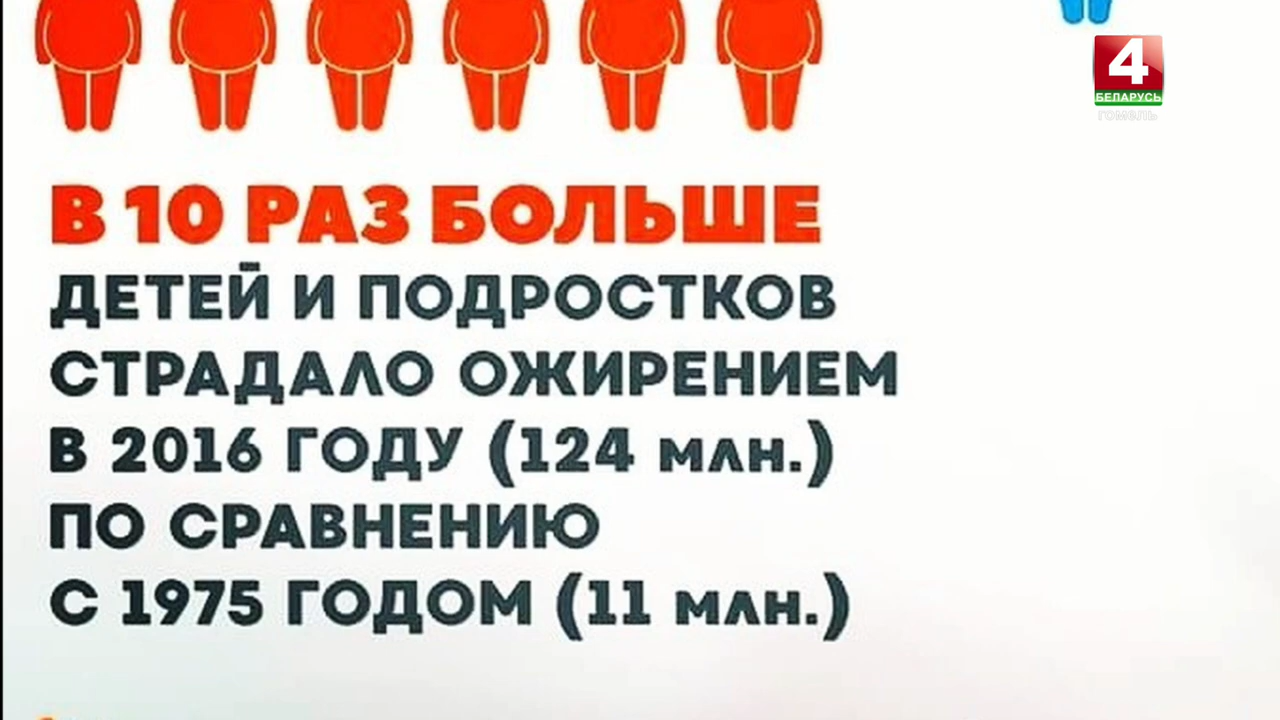 4
БЕЛАРУСЬ
гомель
В 10 РАЗ БОЛЬШЕ
ДЕТЕЙ И ПОДРОСТКОВ
СТРАДАЛО ОЖИРЕНИЕМ
В 2016 ГОДУ (124 млн.)
ПО СРАВНЕНИЮ
С 1975 ГОДОМ (11 млн.)